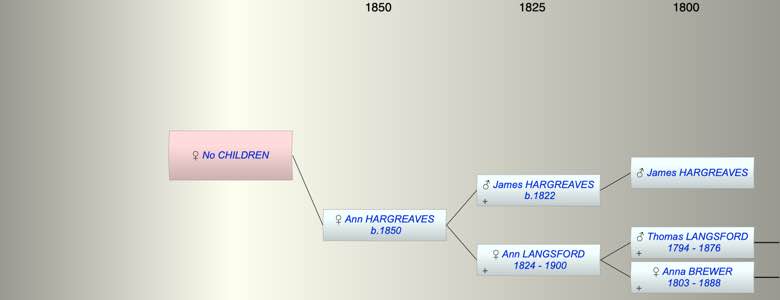 1850 1825 1800
♀ No CHILDREN
♀ Ann HARGREAVES
b.1850
♂ James HARGREAVES
b.1822
+
♀ Ann LANGSFORD
1824 - 1900
+
♂ James HARGREAVES
♂ Thomas LANGSFORD
1794 - 1876
+
♀ Anna BREWER
1803 - 1888
+